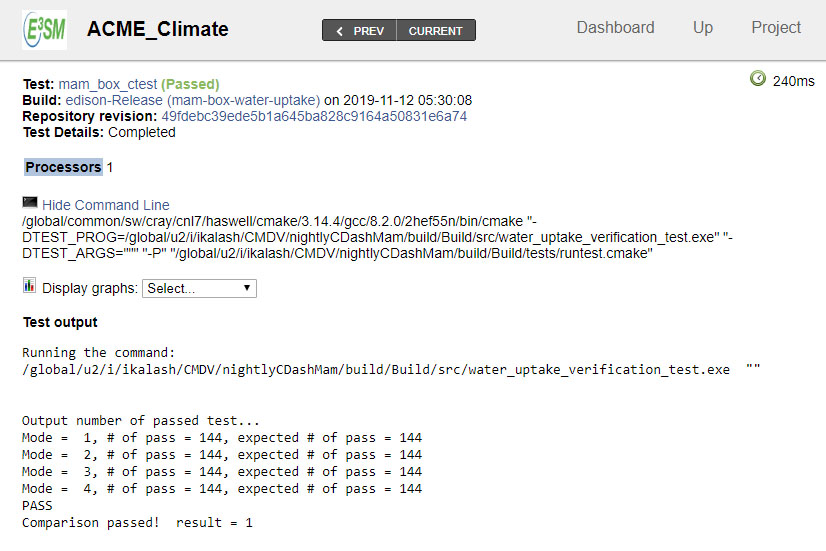 E3SM
ACME_Climate
PREV CURRENT
Dashboard Up Project
Test: mam_box_ctest (Passed)
240ms
Build: edison-Release (mam-box-water-uptake) on 2019-11-12 05:30:08
Repository revision: 49fdebc39ede5b1a645ba828c9164a50831e6a74
Test Details: Completed
Processors 1
Hide Command Line
/global/common/sw/cray/cnl7/haswell/cmake/3.14.4/gcc/8.2.0/2hef55n/bin/cmake "-
DTEST_PROG=/global/u2/i/ikalash/CMDV/nightlyCDashMam/build/Build/src/water_uptake_verification_test.exe" "-
DTEST_ARGS=""" "-P" "/global/u2/i/ikalash/CMDV/nightlyCDashMam/build/Build/tests/runtest.cmake"
Display graphs: Select...
Test output
Running the command:
/global/u2/i/ikalash/CMDV/nightlyCDashMam/build/Build/src/water_uptake_verification_test.exe  ""
Output number of passed test...
Mode =  1, # of pass = 144, expected # of pass = 144
Mode =  2, # of pass = 144, expected # of pass = 144
Mode =  3, # of pass = 144, expected # of pass = 144
Mode =  4, # of pass = 144, expected # of pass = 144
PASS
Comparison passed!  result = 1